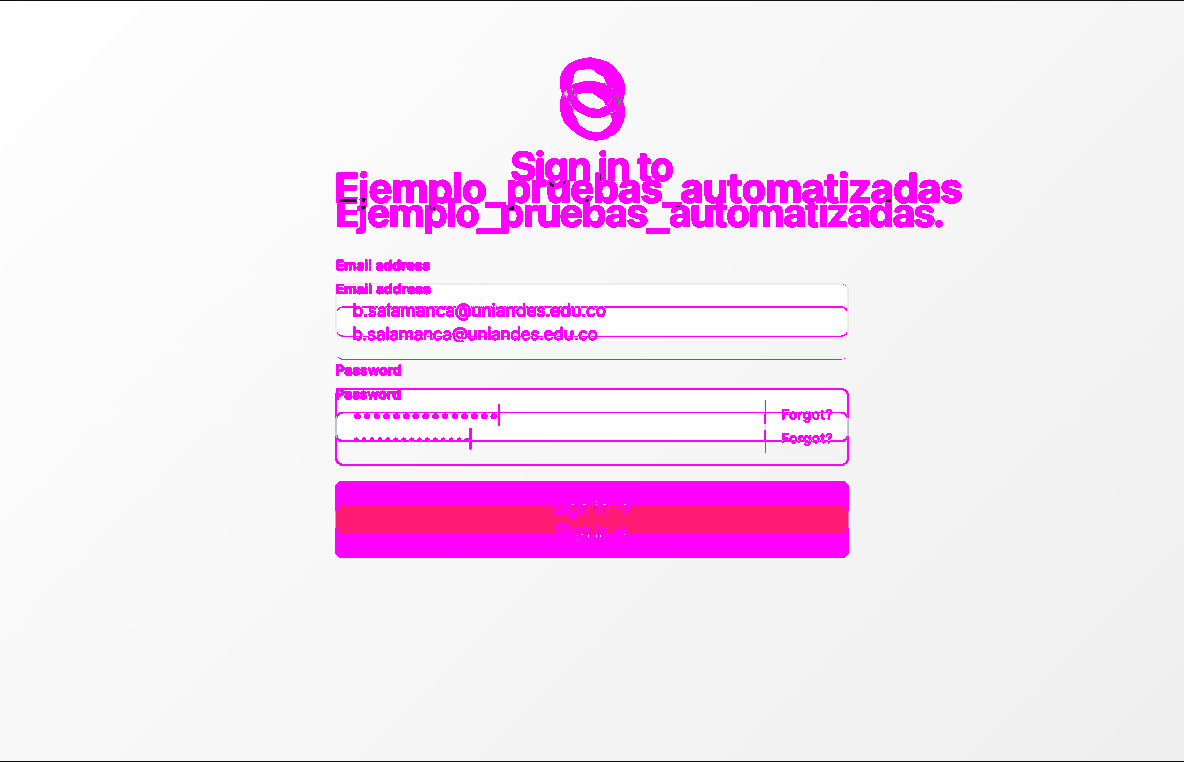 Sign in to
Ejemplo_pruebas_automatizadas
Ejemplo_pruebas_automatizadas.
Email address
Email address
b.salamanca@uniandes.edu.co
b.salamanca@uniandes.edu.co
Password
Password
Forgot?
Forgot?
Sign in →
Sign in →